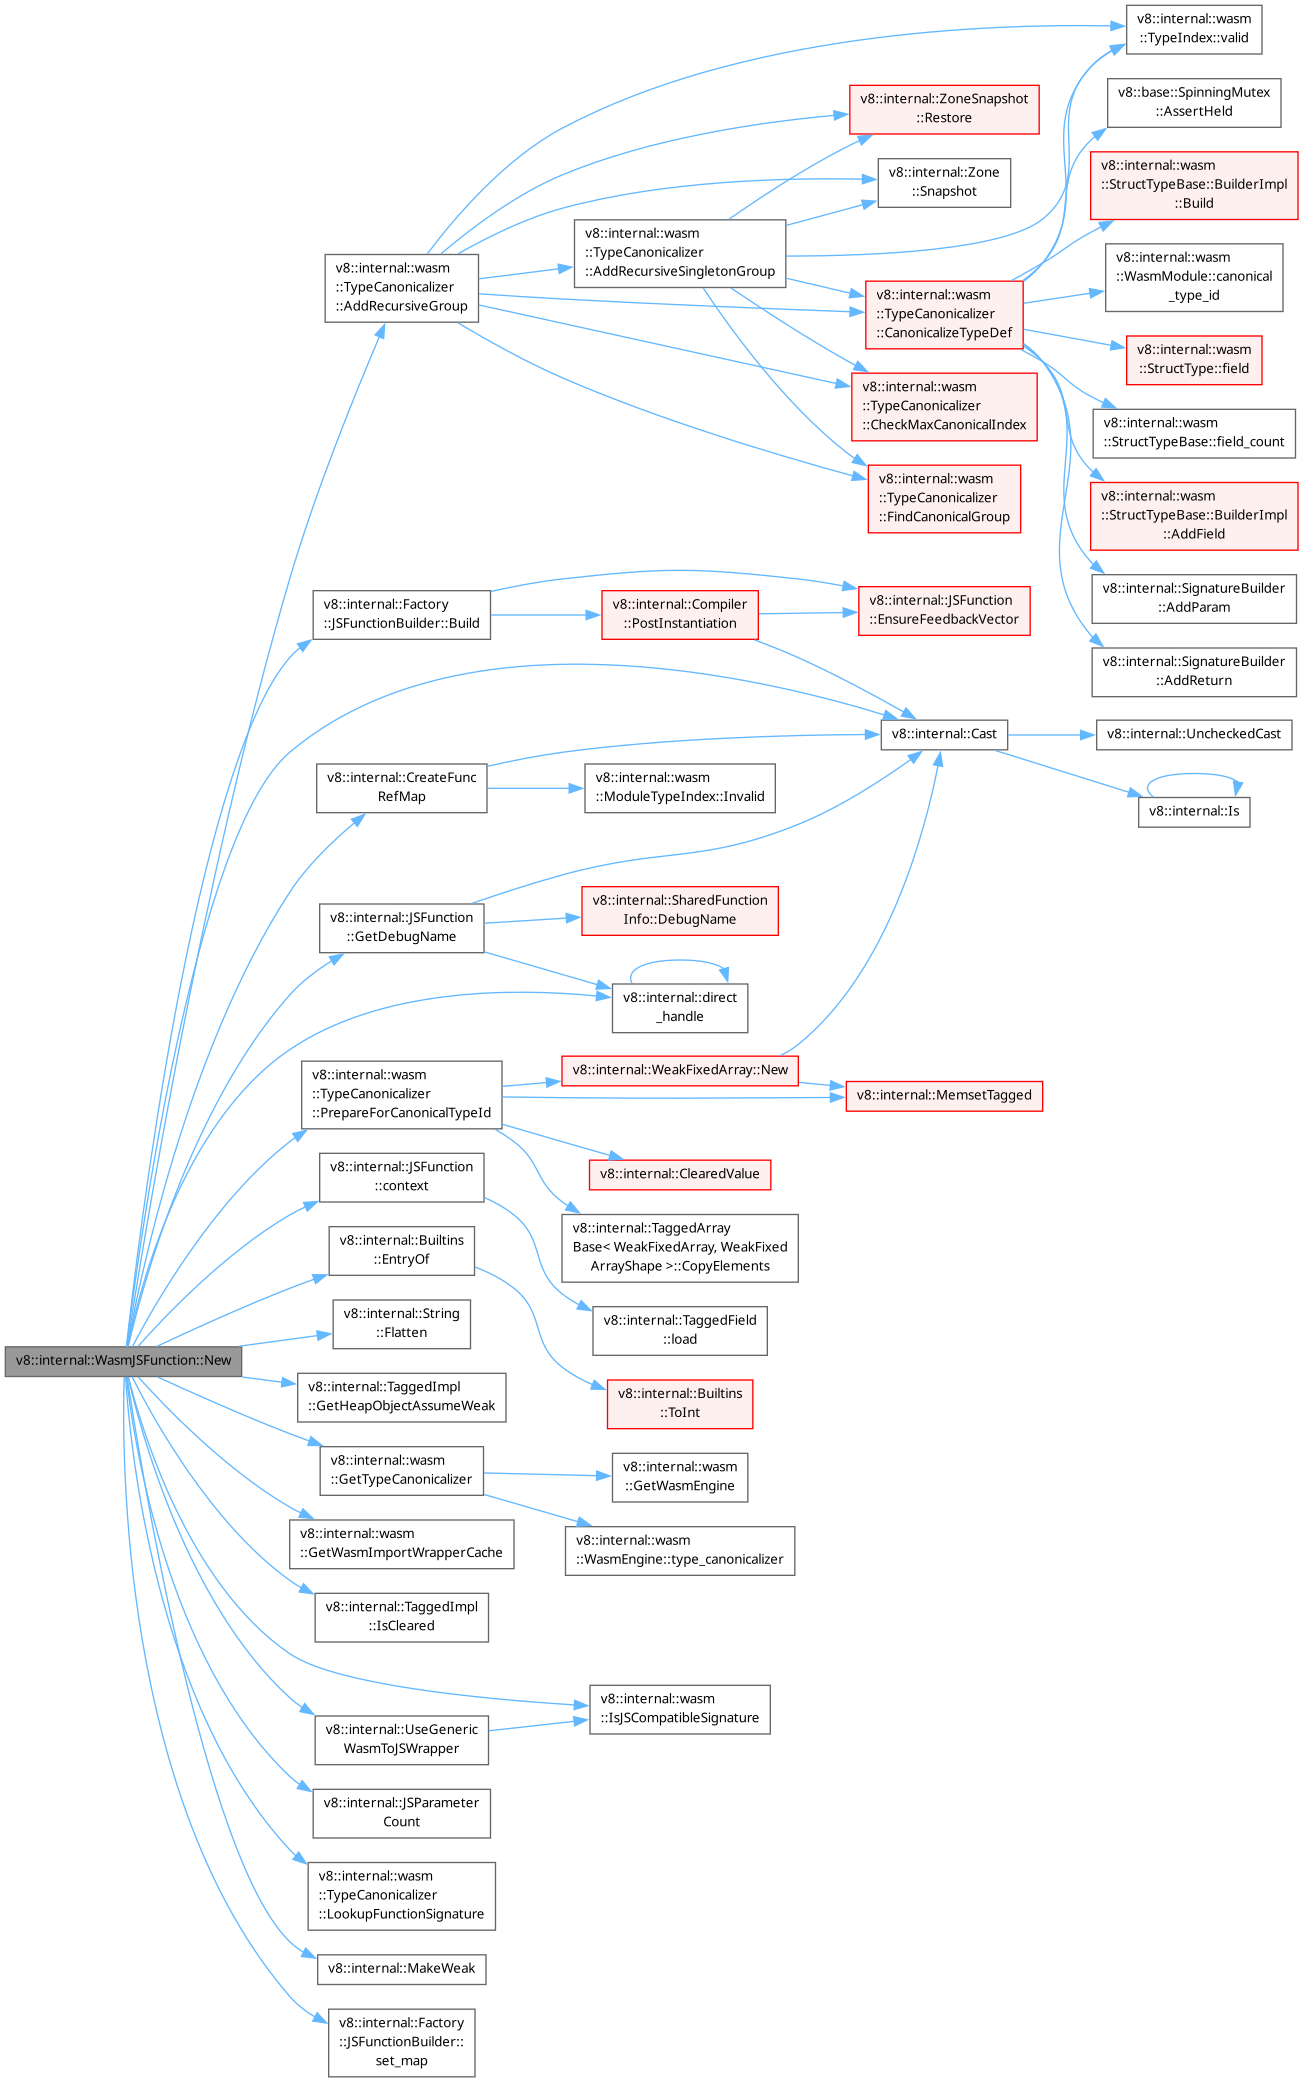 v8::internal::wasm
::TypeIndex::valid
v8::base::SpinningMutex
::AssertHeld
v8::internal::ZoneSnapshot
::Restore
v8::internal::wasm
::StructTypeBase::BuilderImpl
::Build
v8::internal::Zone
::Snapshot
v8::internal::wasm
::TypeCanonicalizer
::AddRecursiveSingletonGroup
v8::internal::wasm
::WasmModule::canonical
_type_id
v8::internal::wasm
::TypeCanonicalizer
::AddRecursiveGroup
v8::internal::wasm
::TypeCanonicalizer
::CanonicalizeTypeDef
v8::internal::wasm
::StructType::field
v8::internal::wasm
::TypeCanonicalizer
::CheckMaxCanonicalIndex
v8::internal::wasm
::StructTypeBase::field_count
v8::internal::wasm
::TypeCanonicalizer
::FindCanonicalGroup
v8::internal::wasm
::StructTypeBase::BuilderImpl
::AddField
v8::internal::SignatureBuilder
::AddParam
v8::internal::Factory
::JSFunctionBuilder::Build
v8::internal::Compiler
::PostInstantiation
v8::internal::JSFunction
::EnsureFeedbackVector
v8::internal::SignatureBuilder
::AddReturn
v8::internal::Cast
v8::internal::UncheckedCast
v8::internal::CreateFunc
RefMap
v8::internal::wasm
::ModuleTypeIndex::Invalid
v8::internal::Is
v8::internal::JSFunction
::GetDebugName
v8::internal::SharedFunction
Info::DebugName
v8::internal::direct
_handle
v8::internal::wasm
::TypeCanonicalizer
::PrepareForCanonicalTypeId
v8::internal::WeakFixedArray::New
v8::internal::MemsetTagged
v8::internal::ClearedValue
v8::internal::JSFunction
::context
v8::internal::TaggedArray
Base< WeakFixedArray, WeakFixed
ArrayShape >::CopyElements
v8::internal::Builtins
::EntryOf
v8::internal::TaggedField
::load
v8::internal::String
::Flatten
v8::internal::WasmJSFunction::New
v8::internal::TaggedImpl
::GetHeapObjectAssumeWeak
v8::internal::Builtins
::ToInt
v8::internal::wasm
::GetTypeCanonicalizer
v8::internal::wasm
::GetWasmEngine
v8::internal::wasm
::GetWasmImportWrapperCache
v8::internal::wasm
::WasmEngine::type_canonicalizer
v8::internal::TaggedImpl
::IsCleared
v8::internal::wasm
::IsJSCompatibleSignature
v8::internal::UseGeneric
WasmToJSWrapper
v8::internal::JSParameter
Count
v8::internal::wasm
::TypeCanonicalizer
::LookupFunctionSignature
v8::internal::MakeWeak
v8::internal::Factory
::JSFunctionBuilder::
set_map